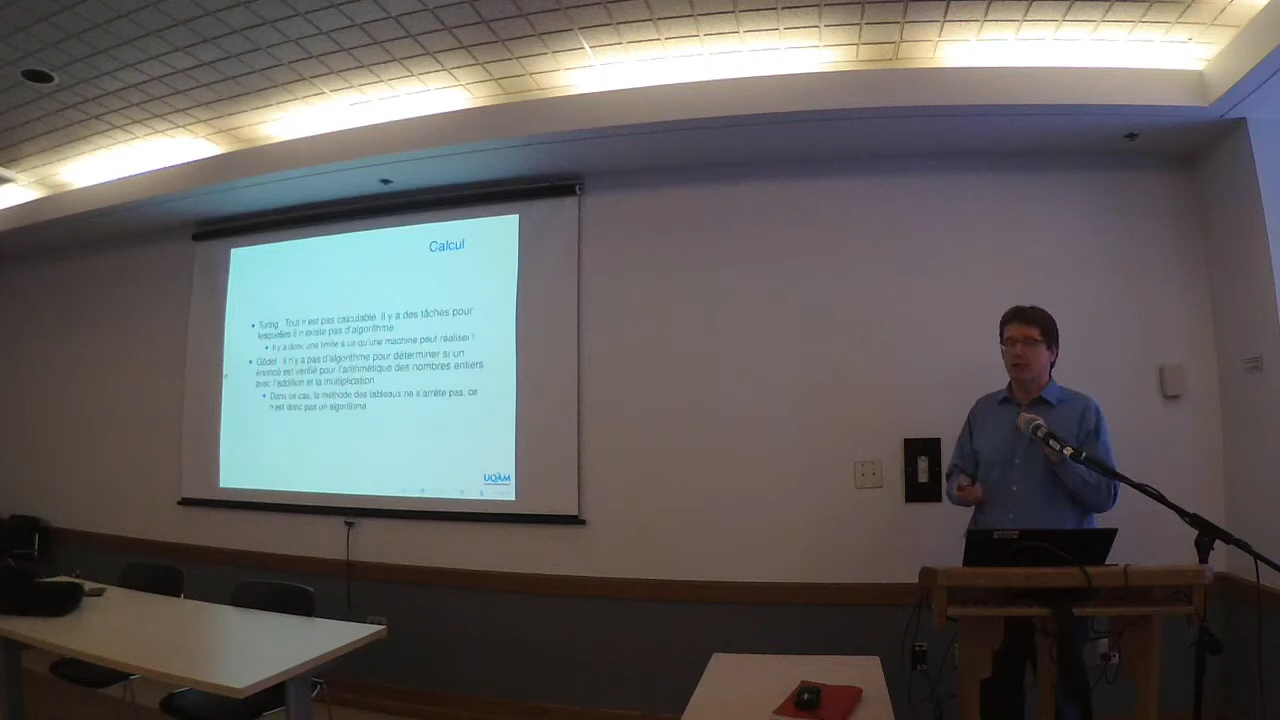 Calcul
• Turing : Tout n'est pas calculable. Il y a des tâches pour
lesquelles il n'existe pas d'algorithme.
• Il y a donc une limite à ce qu'une machine peut réaliser !
• Gödel : il n'y a pas d'algorithme pour déterminer si un
énoncé est vérifié pour l'arithmétique des nombres entiers
avec l'addition et la multiplication.
• Dans ce cas, la méthode des tableaux ne s'arrête pas, ce
n'est donc pas un algorithme.
UQÀM